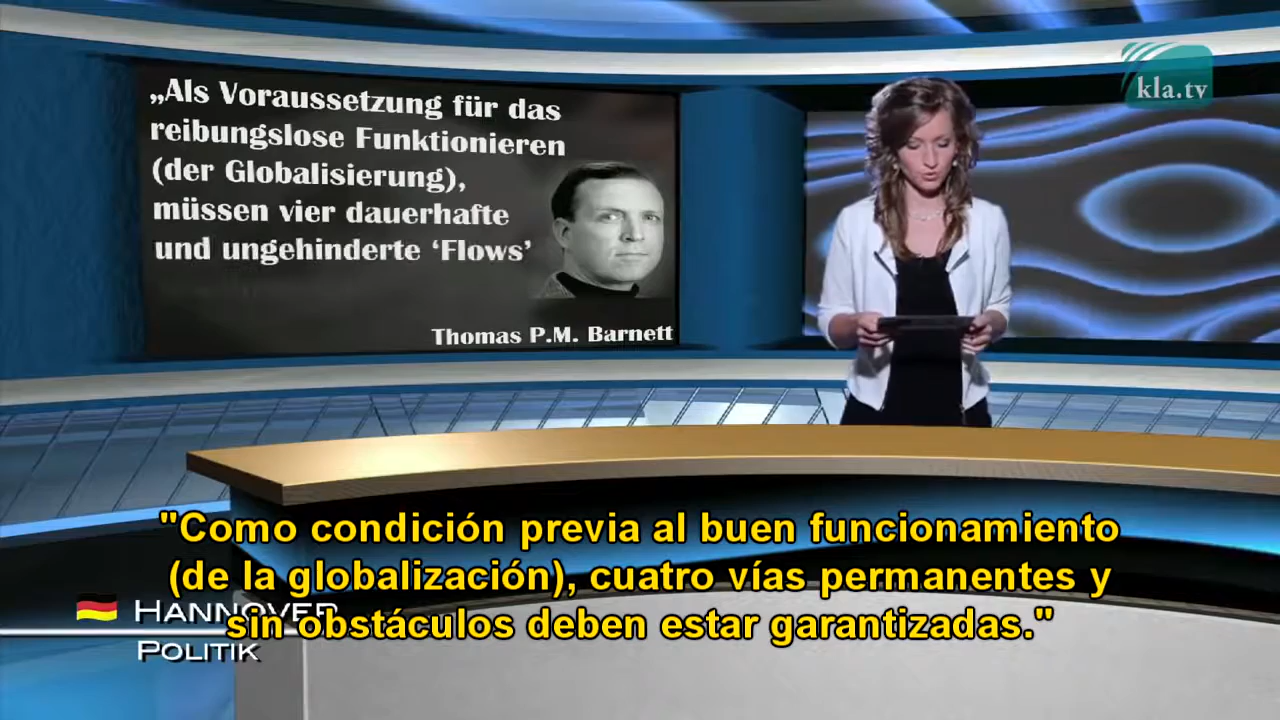 kla.tv
„Als Voraussetzung für das
reibungslose Funktionieren
(der Globalisierung),
müssen vier dauerhafte
und ungehinderte ‘Flows’
Thomas P.M. Barnett
"Como condición previa al buen funcionamiento
(de la globalización), cuatro vías permanentes y
sin obstáculos deben estar garantizadas."
HANNOVER
POLITIK